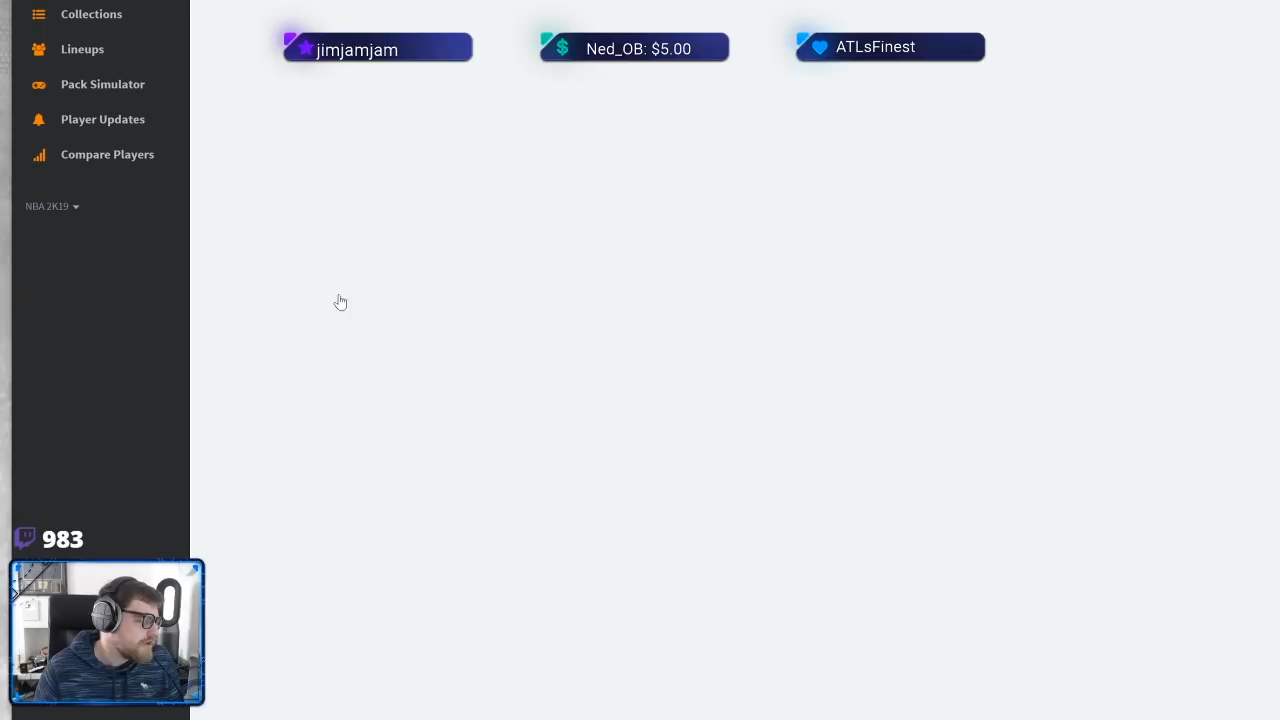 Collections
Lineups
Pack Simulator
Player Updates
Compare Players
NBA 2K19
jimjamjam
Ned_OB: $5.00
ATLsFinest
983